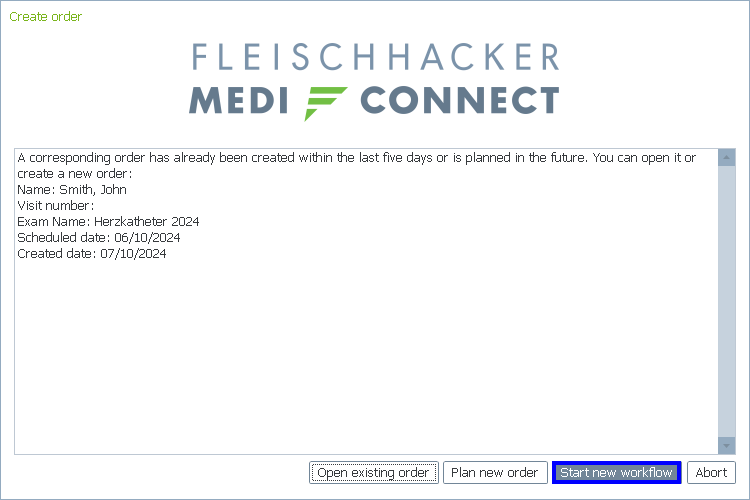 Create order
FLEISCHHACKER
MEDI CONNECT
A corresponding order has already been created within the last five days or is planned in the future. You can open it or
create a new order:
Name: Smith, John
Visit number:
Exam Name: Herzkatheter 2024
Scheduled date: 06/10/2024
Created date: 07/10/2024
Open existing order Plan new order Start new workflow Abort